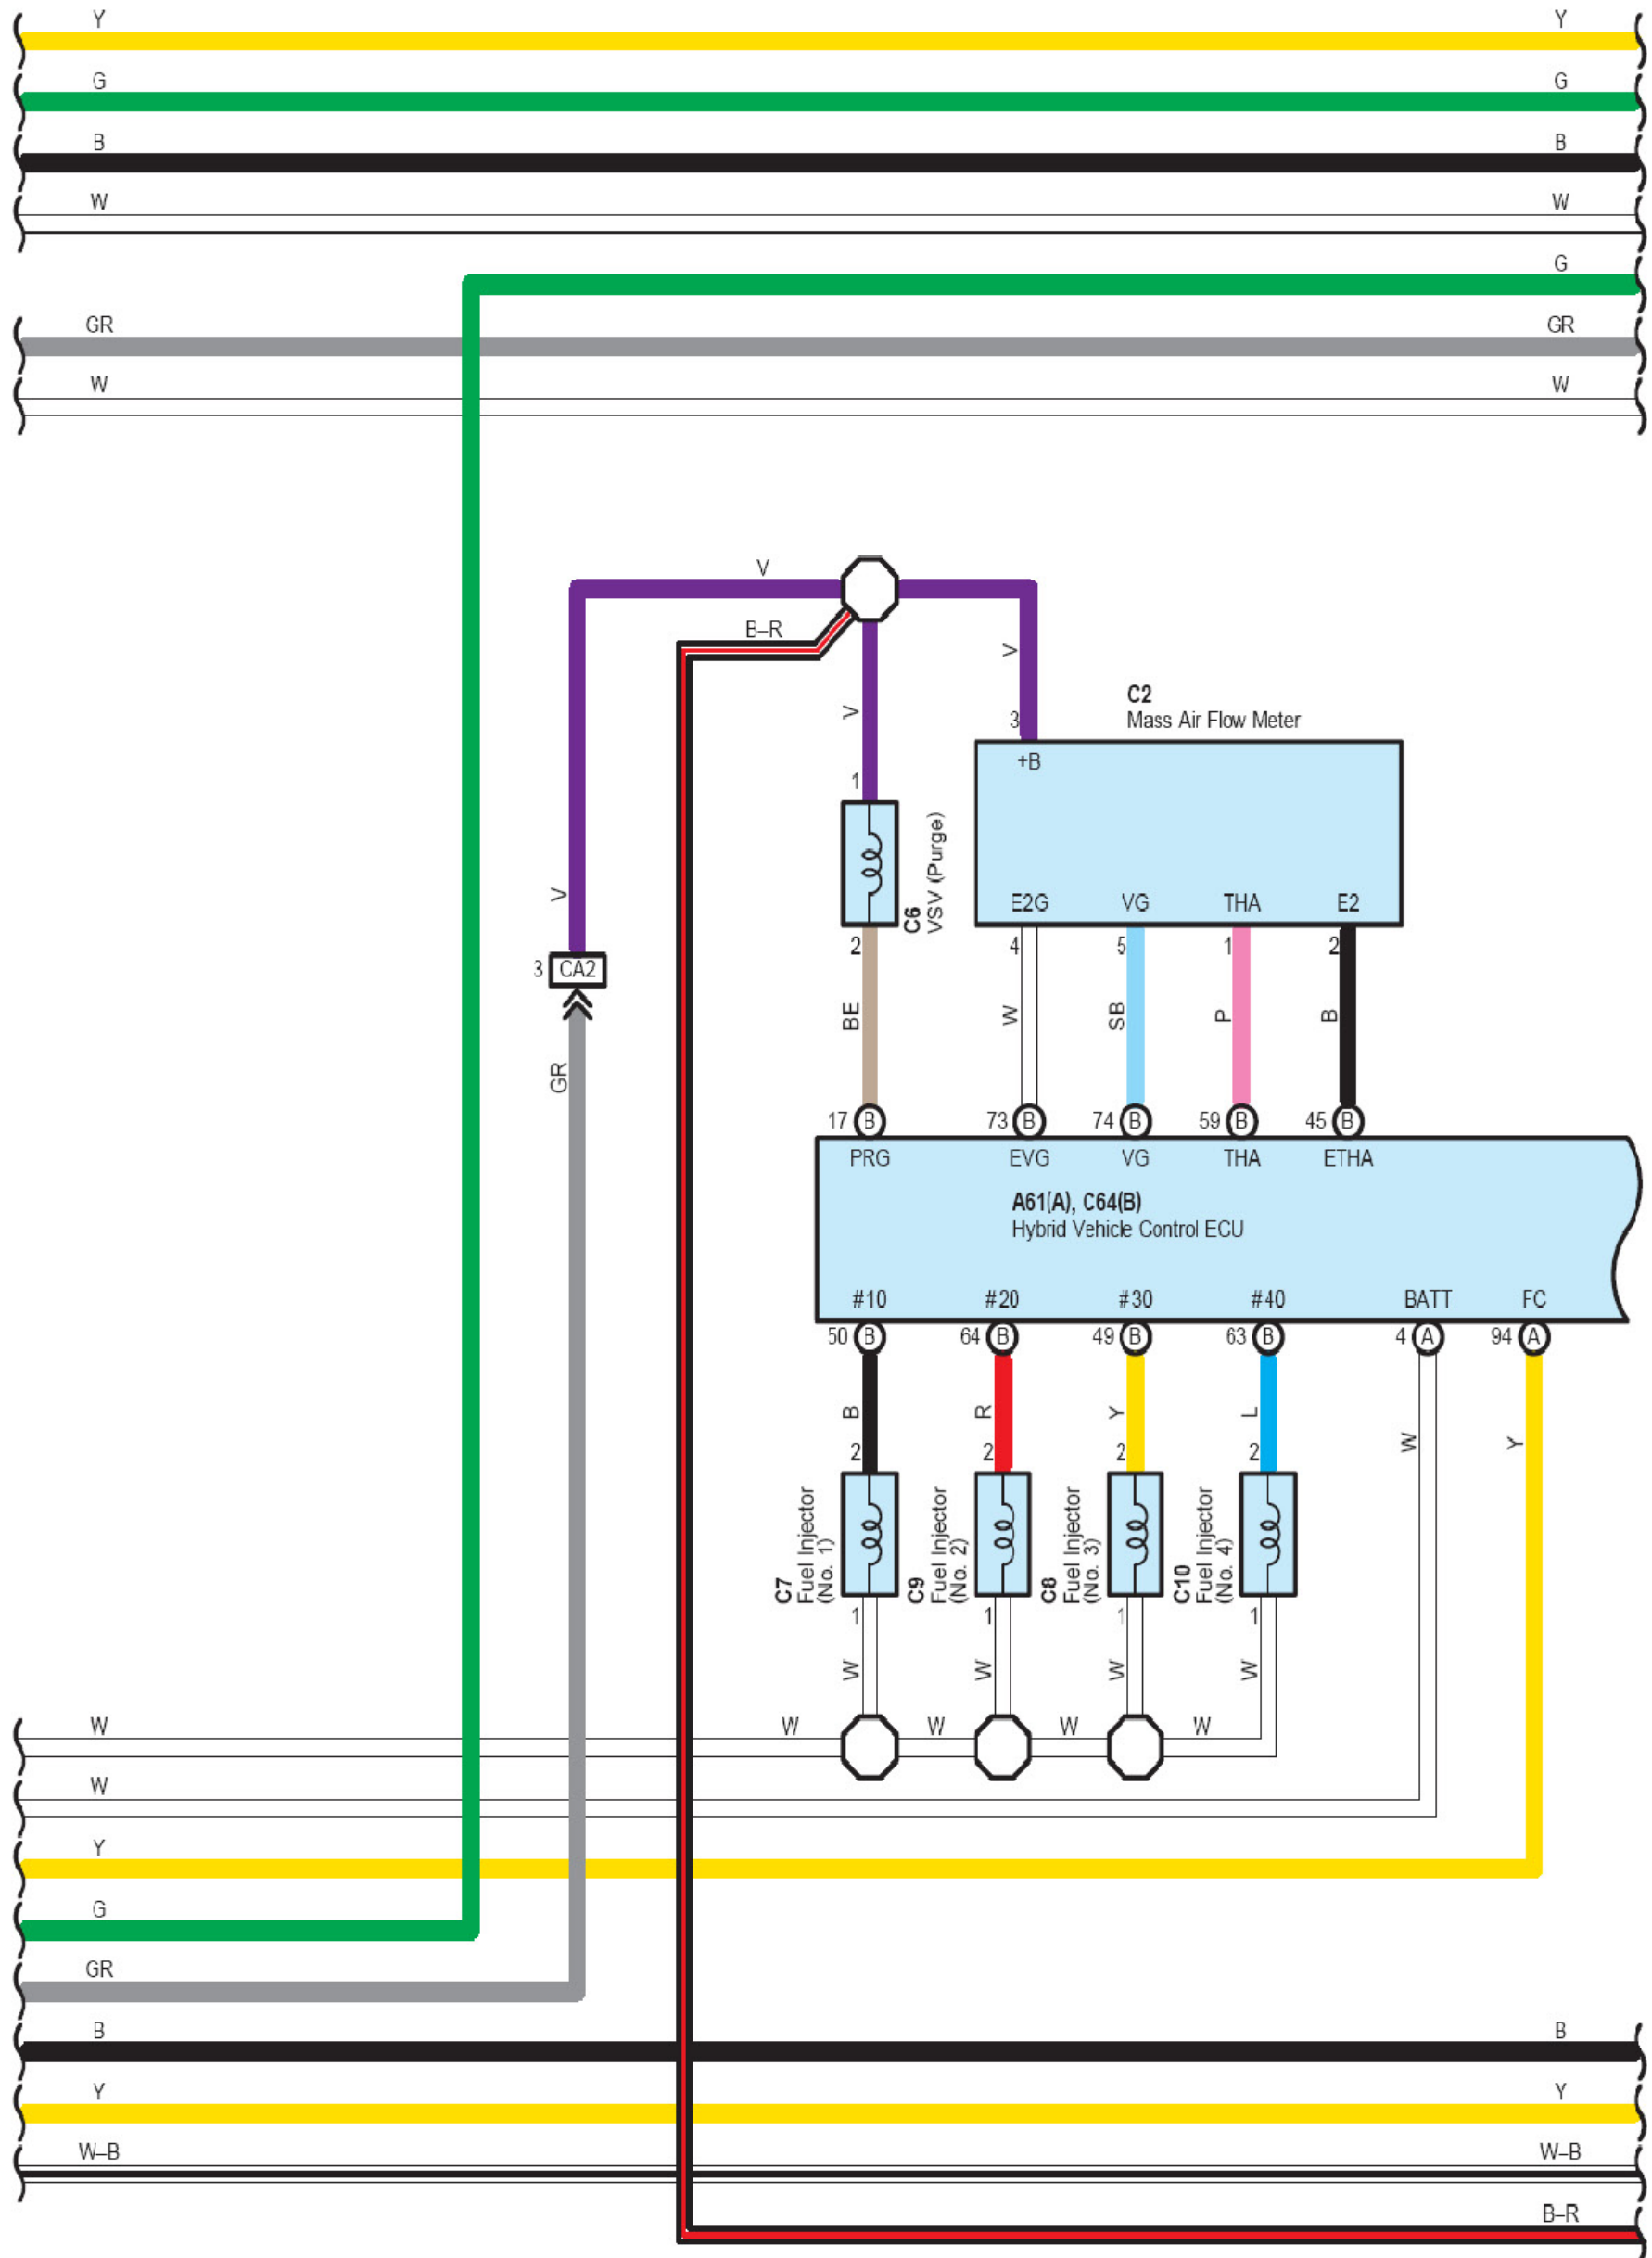 Y Y
G G
B B
W W
G
GR GR
W W
V
B–R
V
V
C2
Mass Air Flow Meter
3
+B
1
C6
VSV (Purge)
V
E2G VG THA E2
2 4 5 1 2
3 CA2
BE W SB P B
GR
17 B 73 B 74 B 59 B 45 B
PRG EVG VG THA ETHA
A61(A), C64(B)
Hybrid Vehicle Control ECU
#10 #20 #30 #40 BATT FC
50 B 64 B 49 B 63 B 4 A 94 A
B R Y L W Y
2 2 2 2
C7
Fuel Injector
(No. 1)
C9
Fuel Injector
(No. 2)
C8
Fuel Injector
(No. 3)
C10
Fuel Injector
(No. 4)
1 1 1 1
W W W W
W W W W W
W
Y
G
GR
B B
Y Y
W–B W–B
B–R